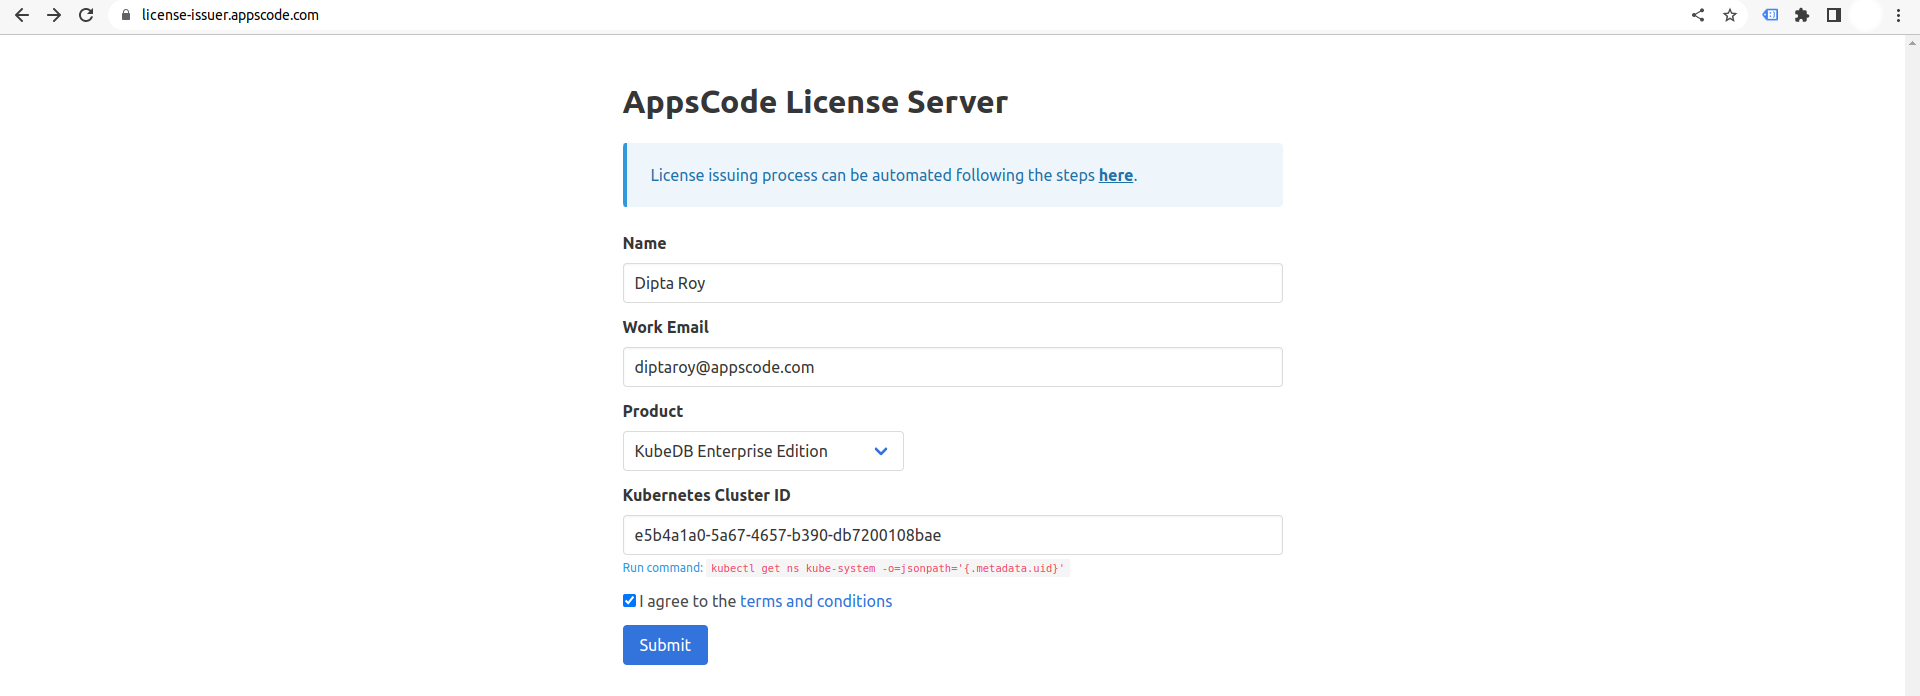 license-issuer.appscode.com
AppsCode License Server
License issuing process can be automated following the steps here.
Name
Dipta Roy
Work Email
diptaroy@appscode.com
Product
KubeDB Enterprise Edition
Kubernetes Cluster ID
e5b4a1a0-5a67-4657-b390-db7200108bae
Run command: kubectl get ns kube-system -o=jsonpath='{.metadata.uid}'
I agree to the terms and conditions
Submit